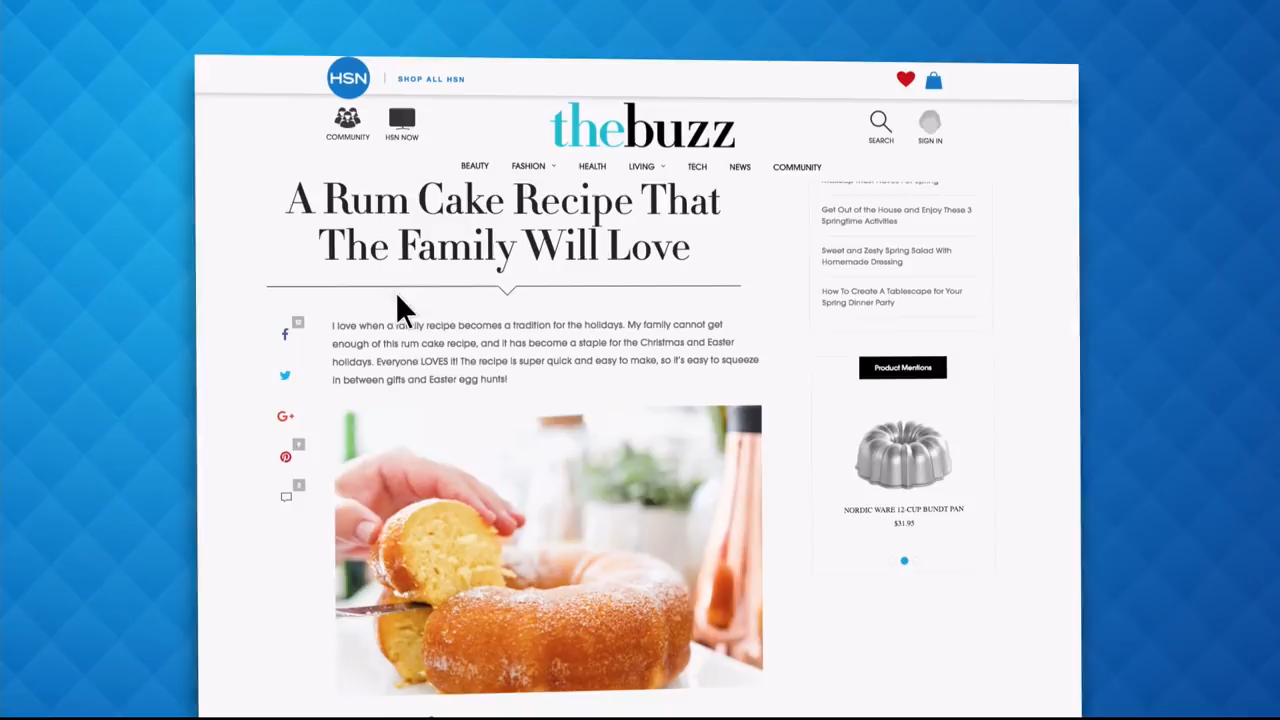 HSN
SHOP ALL HSN
COMMUNITY
HSN NOW
thebuzz
SEARCH
SIGN IN
BEAUTY FASHION HEALTH LIVING TECH NEWS COMMUNITY
A Rum Cake Recipe That
The Family Will Love
I love when a family recipe becomes a tradition for the holidays. My family cannot get
enough of this rum cake recipe, and it has become a staple for the Christmas and Easter
holidays. Everyone LOVES it! The recipe is super quick and easy to make, so it's easy to squeeze
in between gifts and Easter egg hunts!
Get Out of the House and Enjoy These 3
Springtime Activities
Sweet and Zesty Spring Salad With
Homemade Dressing
How To Create A Tablescape for Your
Spring Dinner Party
Product Mentions
NORDIC WARE 12-CUP BUNDT PAN
$31.95